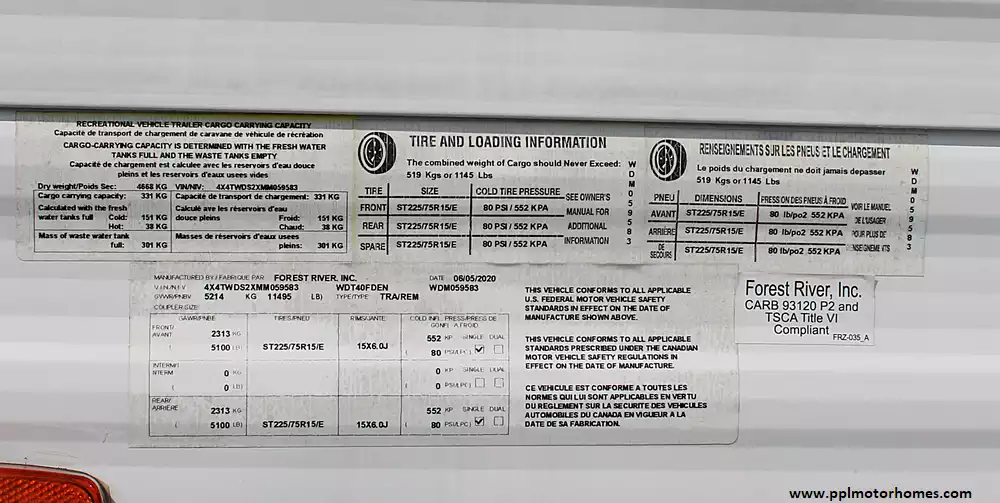 RECREATIONAL VEHICLE TRAILER CARGO CARRYING CAPACITY
Capacité de transport de chargement de caravane de véhicule de récréation
CARGO-CARRYING CAPACITY IS DETERMINED WITH THE FRESH WATER
TANKS FULL AND THE WASTE TANKS EMPTY
Capacité de chargement est calculee avec les reservoirs d'eau douce
pleins et les reservoirs d'eaux usees vides
Dry weight/Poids Sec: 4668 KG VIN/NIV: 4X4TWDS2XMM059583
Cargo carrying capacity: 331 KG Capacité de transport de chargement: 331 KG
Calculated with the fresh Calculé ave les réservoirs d'eau
water tanks full Cold: 151 KG douce pleins Froid: 151 KG
Hot: 38 KG Chaud: 38 KG
Mass of waste water tank Masses de réservoirs d'eaux usees
full: 301 KG pleins: 301 KG
TIRE AND LOADING INFORMATION
The combined weight of Cargo should Never Exceed:
519 Kgs or 1145 Lbs
TIRE SIZE COLD TIRE PRESSURE SEE OWNER'S
FRONT ST225/75R15/E 80 PSI / 552 KPA MANUAL FOR
REAR ST225/75R15/E 80 PSI / 552 KPA ADDITIONAL
SPARE ST225/75R15/E 80 PSI / 552 KPA INFORMATION
WDM059583
RENSEIGNEMENTS SUR LES PNEUS ET LE CHARGEMENT
Le poids du chargement ne doit jamais depasser
519 Kgs or 1145 Lbs
PNEU DIMENSIONS PRESSION DES PNEUS À FROID VOIR LE MANUEL
AVANT ST225/75R15/E 80 lb/po2 552 KPA DE L'USAGER
ARRIÈRE ST225/75R15/E 80 lb/po2 552 KPA POUR PLUS DE
DE SECOURS ST225/75R15/E 80 lb/po2 552 KPA
WDM059583
MANUFACTURED BY / FABRIQUE PAR FOREST RIVER, INC. DATE 06/05/2020
V I N / N I V 4X4TWDS2XMM059583 WDT40FDEN WDM059583
GVWR/PNBV 5214 KG 11495 LB) TYPE/TYPE TRA/REM
COUPLER SIZE:
GAWR/PNBE TIRES/PNEU RIMS/JANTE COLD INFL. PRESS/PRESS DE
GONFL A FROID
FRONT/
AVANT 2313 KG 552 KP SINGLE DUAL
( 5100 LB) ST225/75R15/E 15X6.0J 80 PSI/LPC)
INTERM/
INTERM 0 KG 0 KP SINGLE DUAL
( 0 LB) ( 0 PSI/LPC)
REAR/
ARRIÈRE 2313 KG 552 KP SINGLE DUAL
( 5100 LB) ST225/75R15/E 15X6.0J ( 80 PSI/LPC)
THIS VEHICLE CONFORMS TO ALL APPLICABLE
U.S. FEDERAL MOTOR VEHICLE SAFETY
STANDARDS IN EFFECT ON THE DATE OF
MANUFACTURE SHOWN ABOVE.
THIS VEHICLE CONFORMS TO ALL APPLICABLE
STANDARDS PRESCRIBED UNDER THE CANADIAN
MOTOR VEHICLE SAFETY REGULATIONS IN
EFFECT ON THE DATE OF MANUFACTURE.
CE VEHICULE EST CONFORME A TOUTES LES
NORMES QUI LUI SONT APPLICABLES EN VERTU
DU REGLEMENT SUR LA SECURITE DES VEHICULES
AUTOMOBILES DU CANADA EN VIGUEUR A LA
DATE DE SA FABRICATION.
Forest River, Inc.
CARB 93120 P2 and
TSCA Title VI
Compliant
FRZ-035_A
www.pplmotorhomes.com